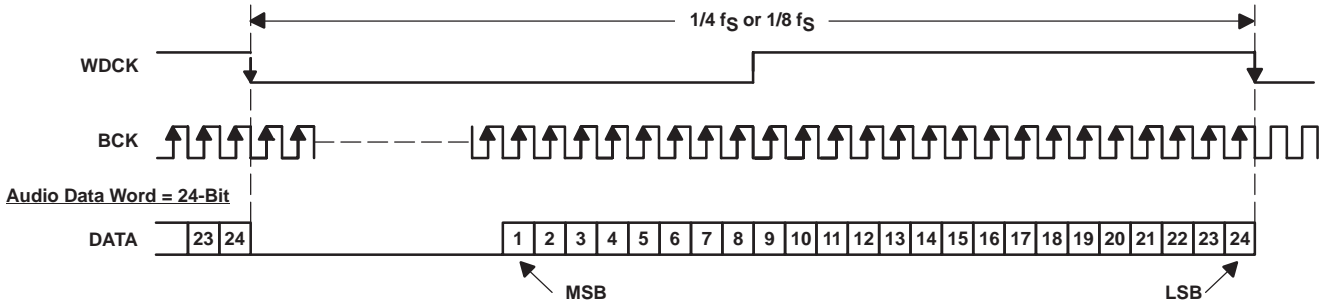 1/4 fS or 1/8 fS
WDCK
BCK
Audio Data Word = 24-Bit
DATA 23 24 1 2 3 4 5 6 7 8 9 10 11 12 13 14 15 16 17 18 19 20 21 22 23 24
MSB LSB